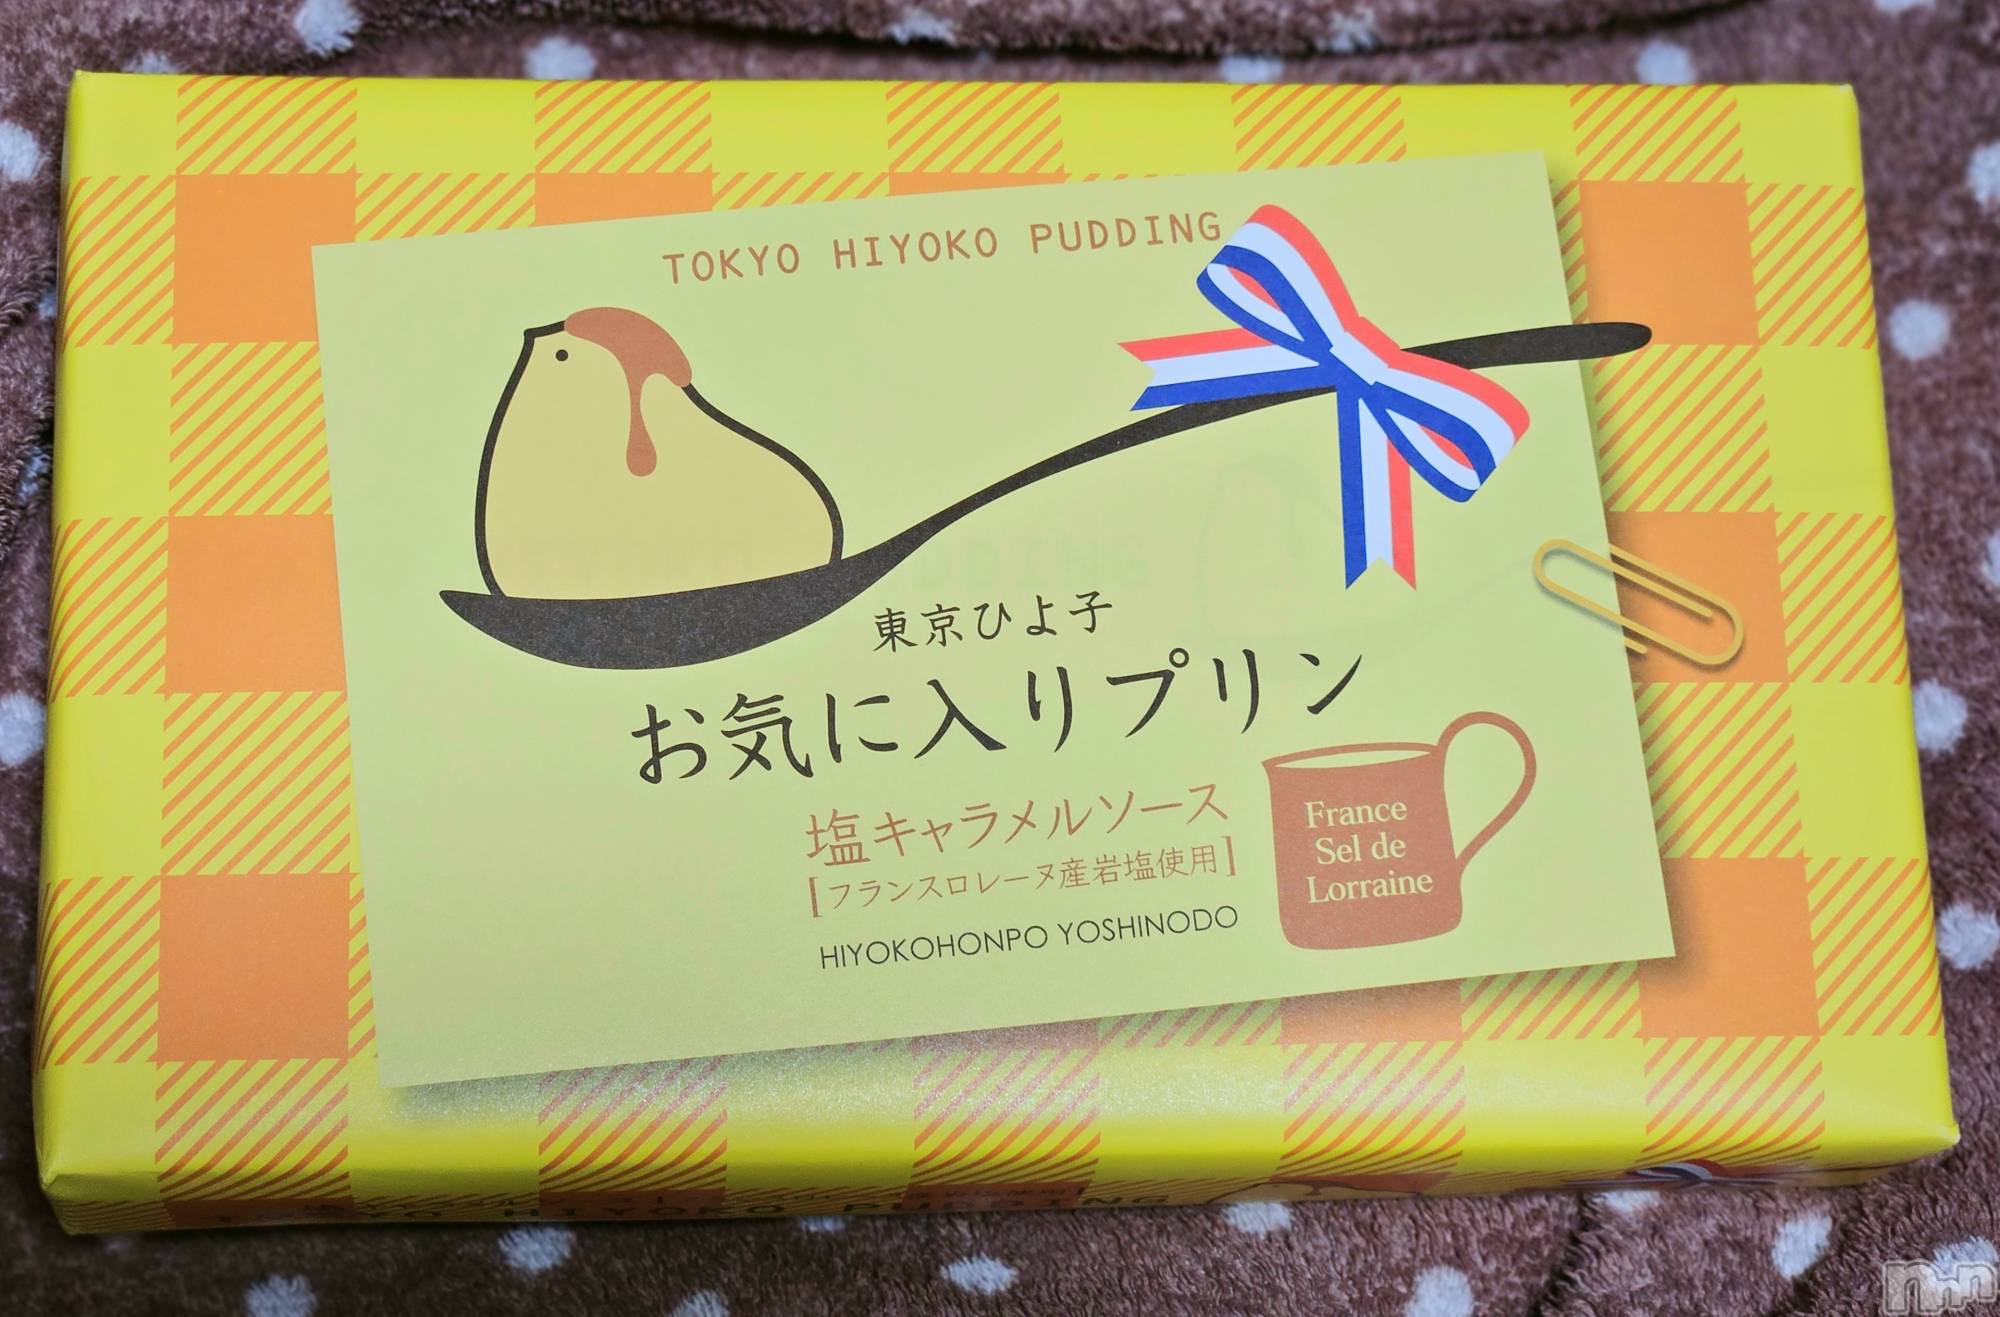 TOKYO HIYOKO PUDDING
東京ひよ子
お気に入りプリン
塩キャラメルソース
[フランスロレーヌ産岩塩使用]
HIYOKOHONPO YOSHINODO
France
Sel de
Lorraine